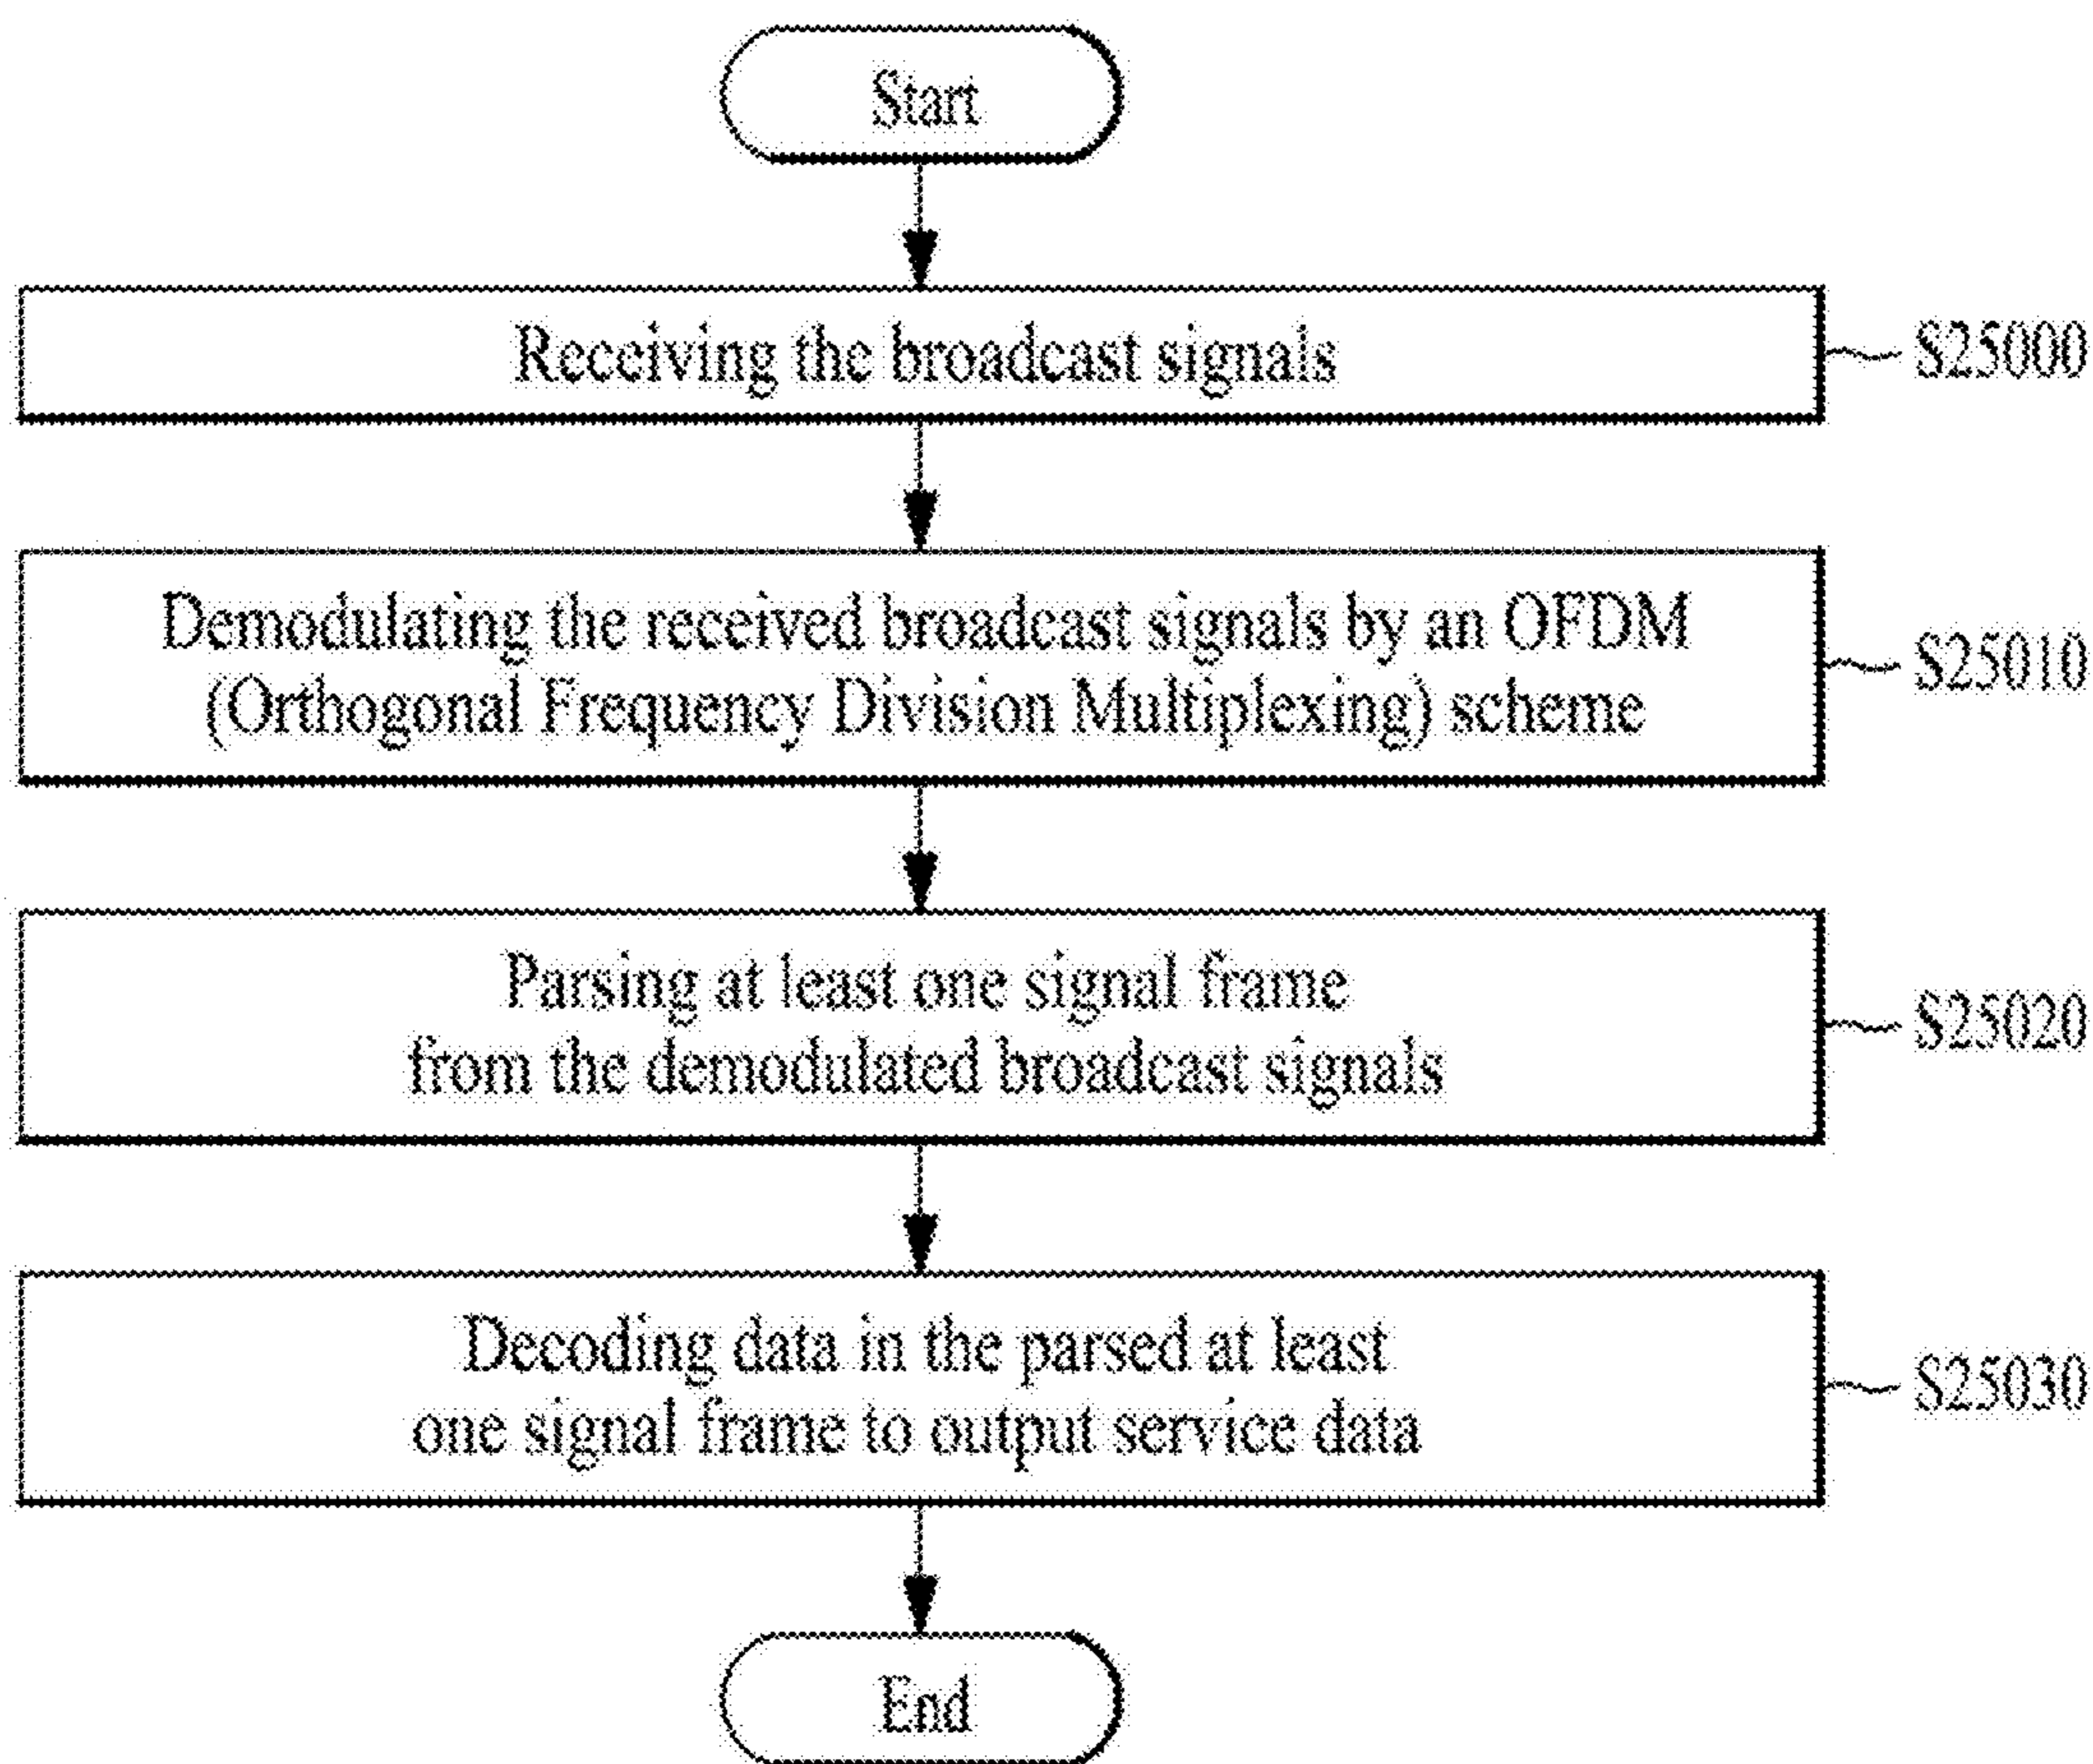 Start
Receiving the broadcast signals
S25000
Demodulating the received broadcast signals by an OFDM
(Orthogonal Frequency Division Multiplexing) scheme
S25010
Parsing at least one signal frame
from the demodulated broadcast signals
S25020
Decoding data in the parsed at least
one signal frame to output service data
S25030
End